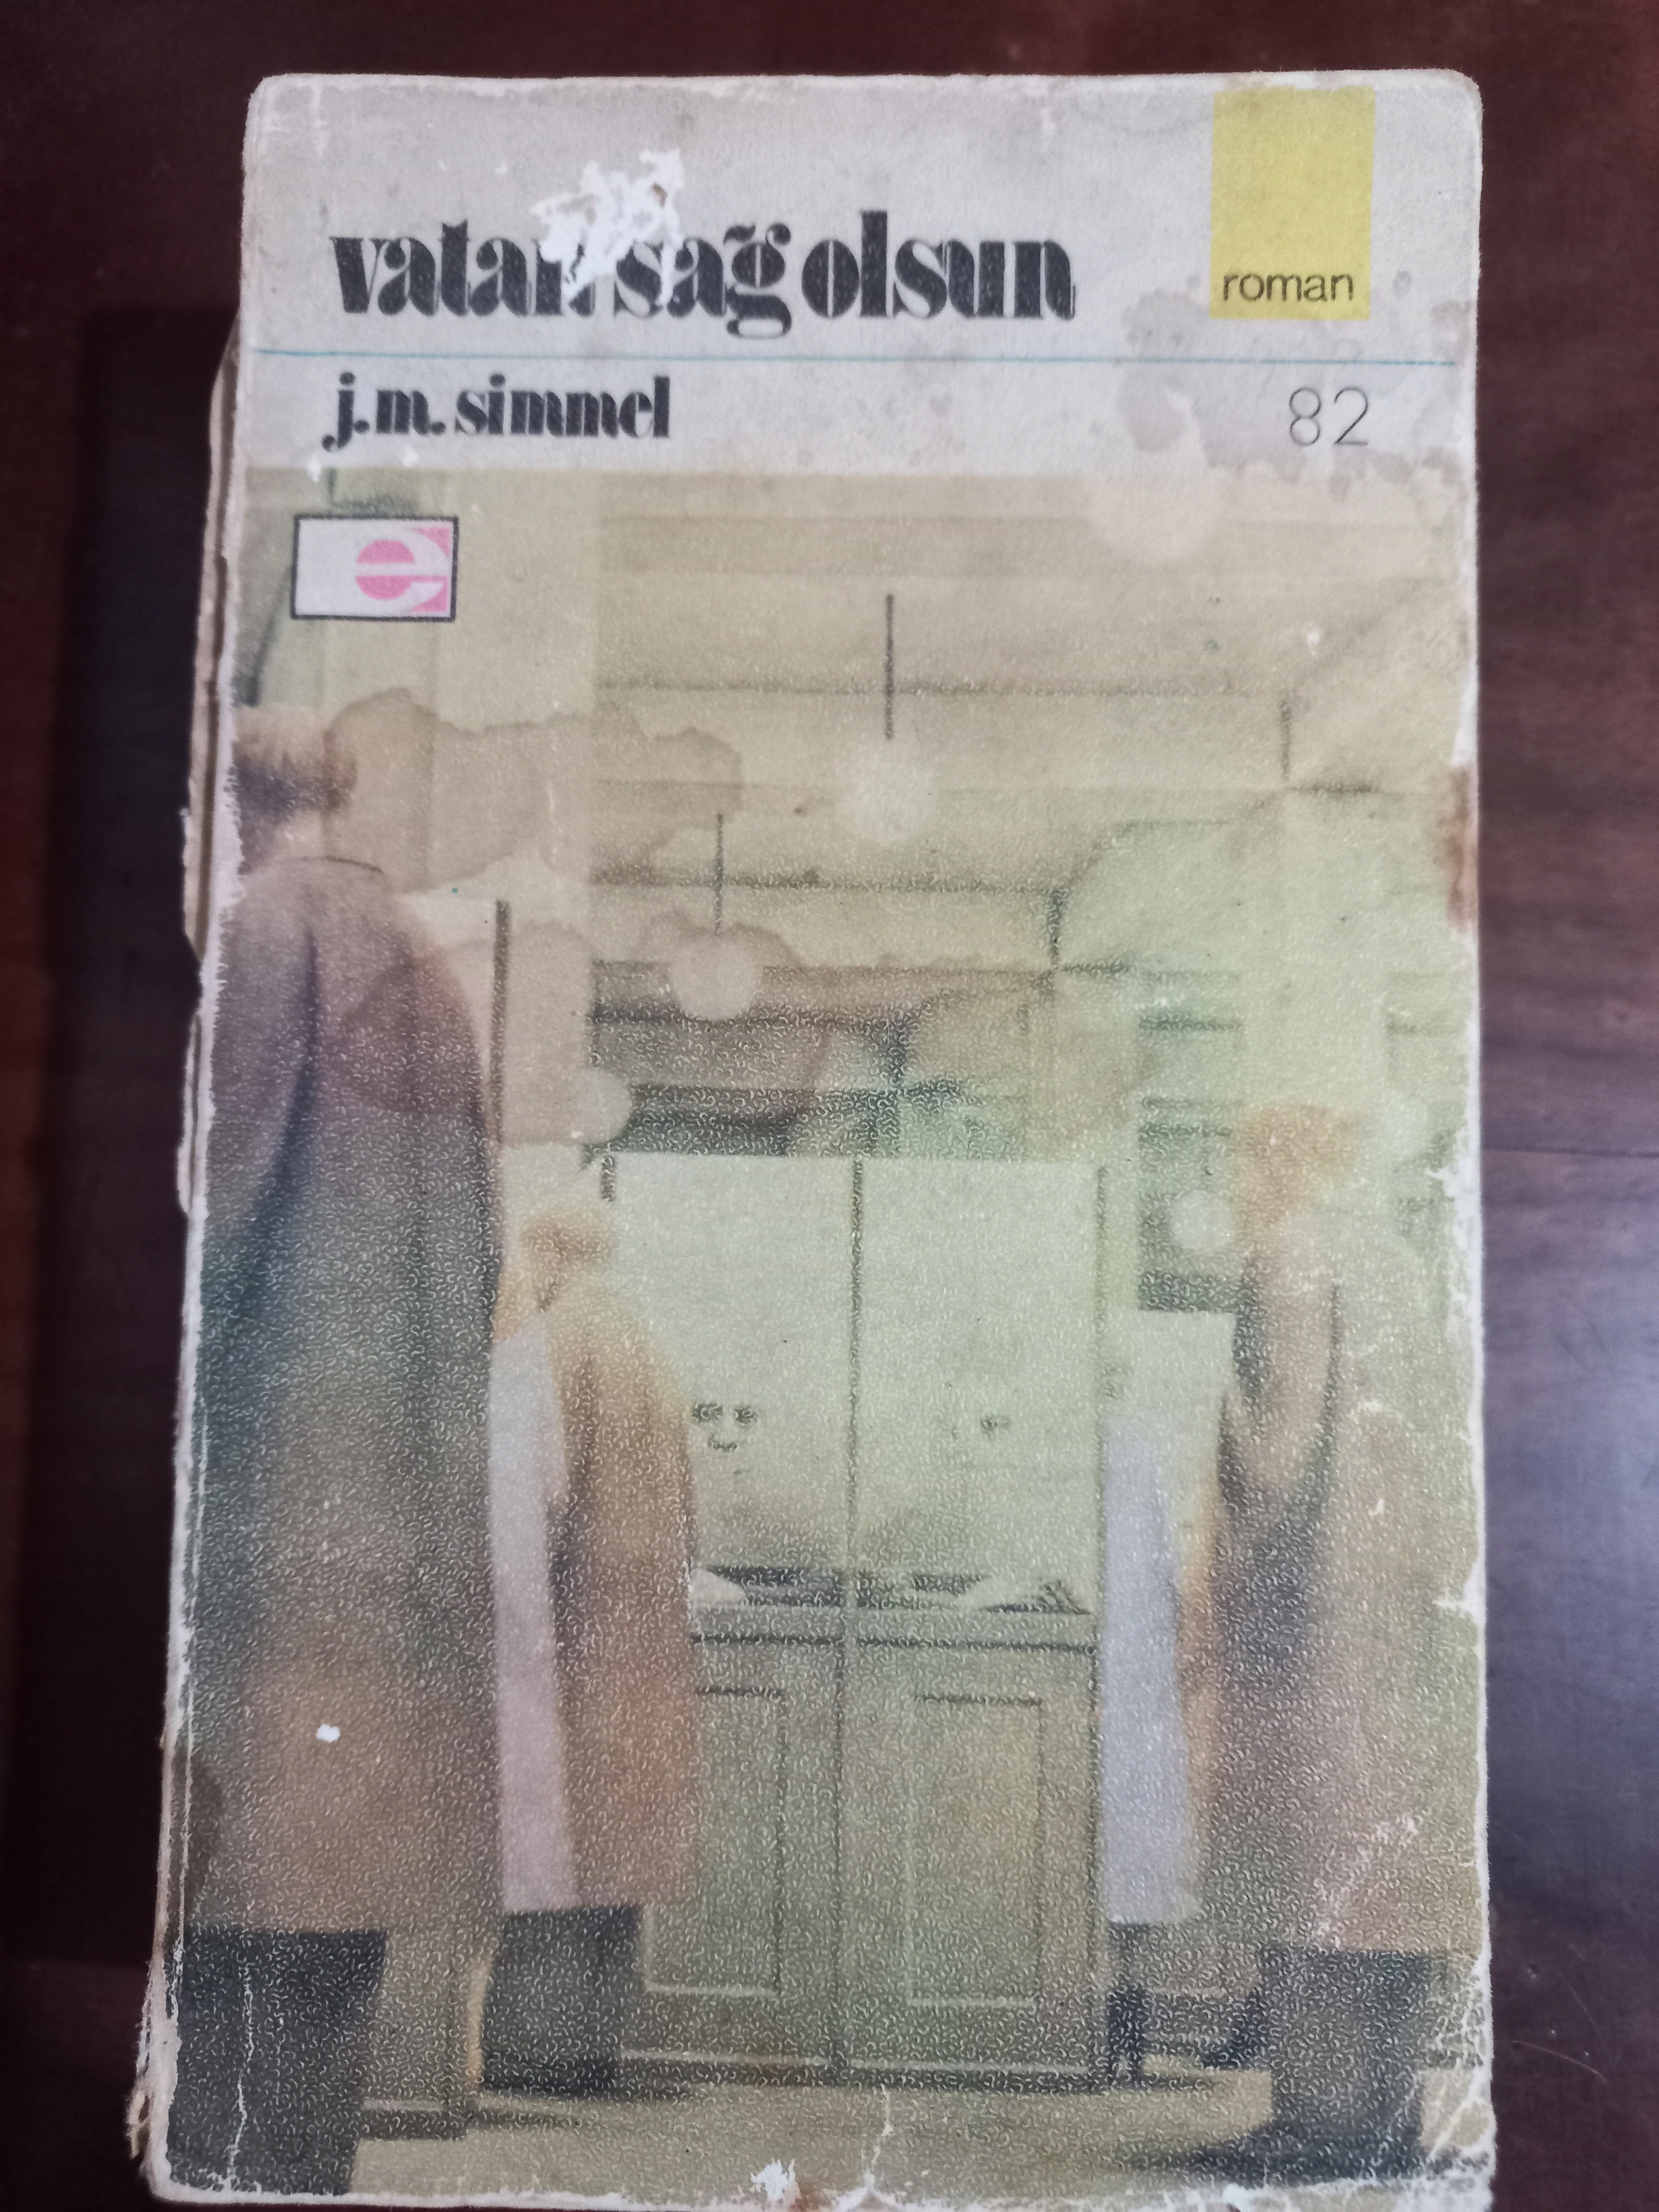 vatan sağ olsun
roman
j.m. simmel
82
e